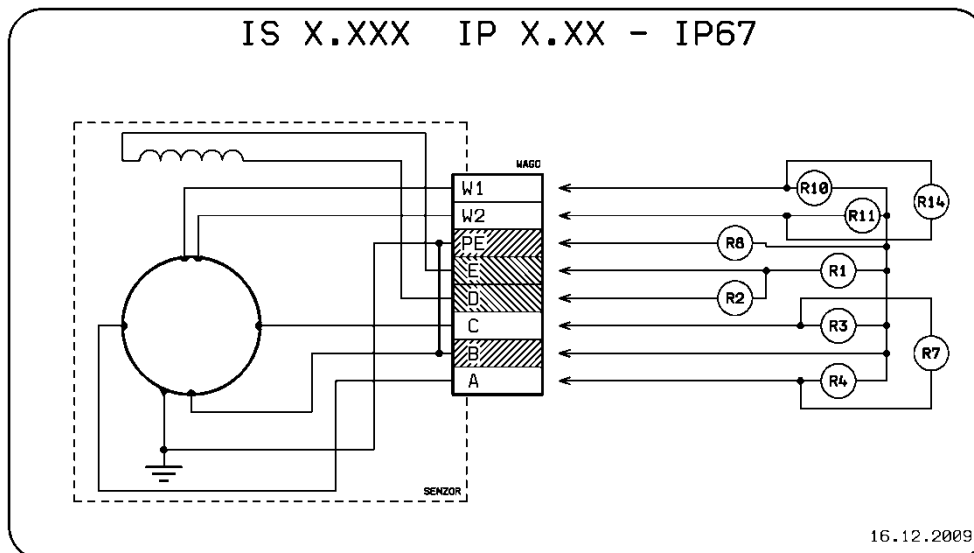 IS X.XXX IP X.XX - IP67
WAGO
W1
R10
R14
W2
R11
PE
R8
E
R1
D
R2
C
R3
B
R7
A
R4
SENZOR
16.12.2009